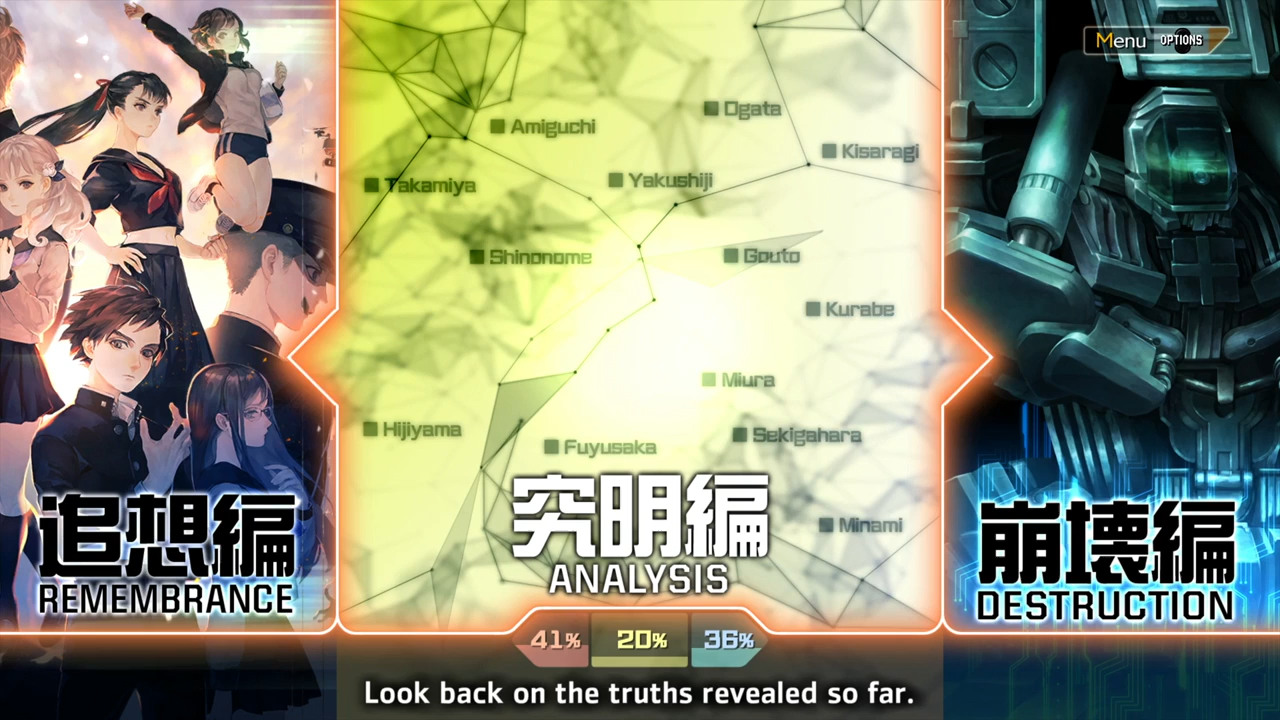 Menu OPTIONS
Ogata
Amiguchi
Kisaragi
Yakushiji
Takamiya
Shinonome
Gouto
Kurabe
Miura
Hijiyama
Sekigahara
Fuyusaka
Minami
追想編
REMEMBRANCE
究明編
ANALYSIS
崩壊編
DESTRUCTION
41% 20% 36%
Look back on the truths revealed so far.